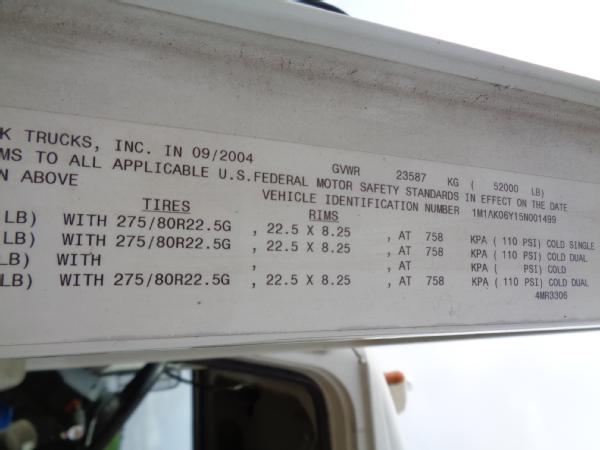 K TRUCKS, INC. IN 09/2004 GVWR 23587 KG ( 52000 LB)
MS TO ALL APPLICABLE U.S.FEDERAL MOTOR SAFETY STANDARDS IN EFFECT ON THE DATE
N ABOVE VEHICLE IDENTIFICATION NUMBER 1M1AK06Y15N001499
TIRES RIMS
LB) WITH 275/80R22.5G , 22.5 X 8.25 , AT 758 KPA ( 110 PSI) COLD SINGLE
LB) WITH 275/80R22.5G , 22.5 X 8.25 , AT 758 KPA ( 110 PSI) COLD DUAL
LB) WITH , , AT KPA ( PSI) COLD
LB) WITH 275/80R22.5G , 22.5 X 8.25 , AT 758 KPA ( 110 PSI) COLD DUAL
4MR3306